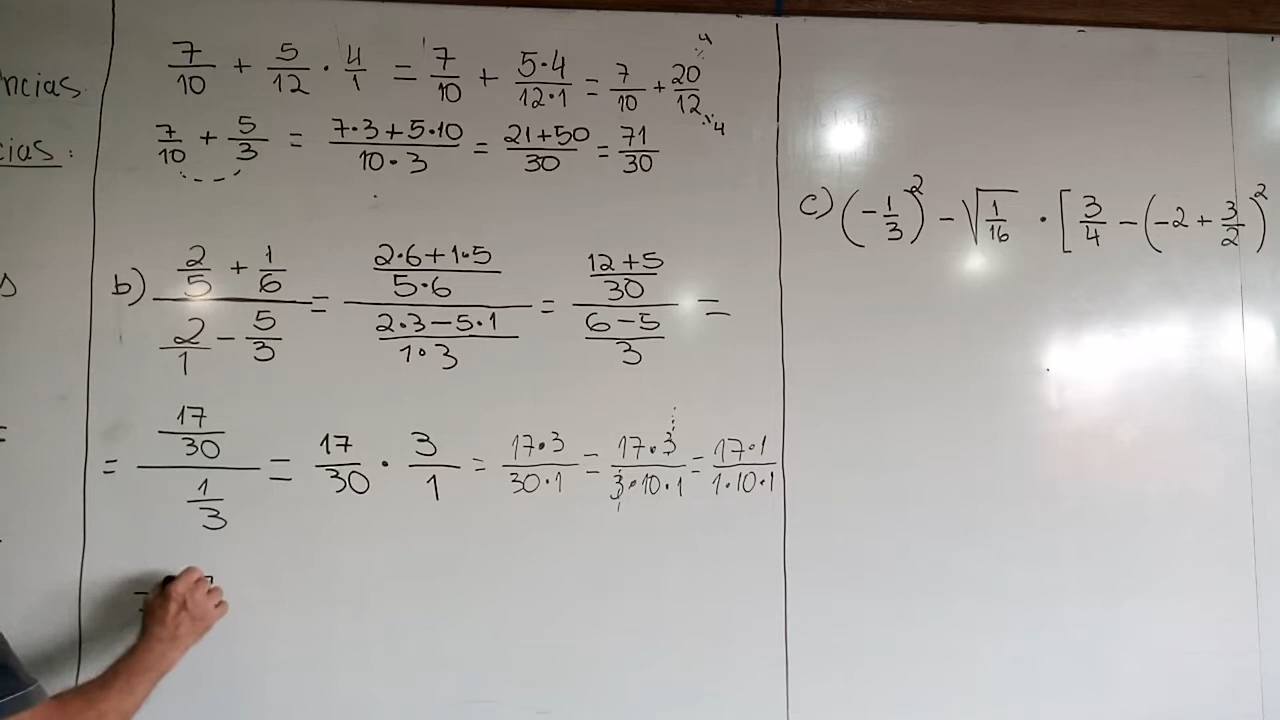 ncias.
cias:
s
=
7/10 + 5/12 · 4/1 = 7/10 + 5·4/12·1 = 7/10 + 20/12 :4 :4
7/10 + 5/3 = 7·3+5·10/10·3 = 21+50/30 = 71/30
b) (2/5 + 1/6)/(2/1 - 5/3) = (2·6+1·5/5·6)/(2·3-5·1/1·3) = (12+5/30)/(6-5/3) =
= (17/30)/(1/3) = 17/30 · 3/1 = 17·3/30·1 = 17·3/3·10·1 = 17·1/1·10·1
=
c) (-1/3)² - √(1/16) · [3/4 - (-2 + 3/2)²